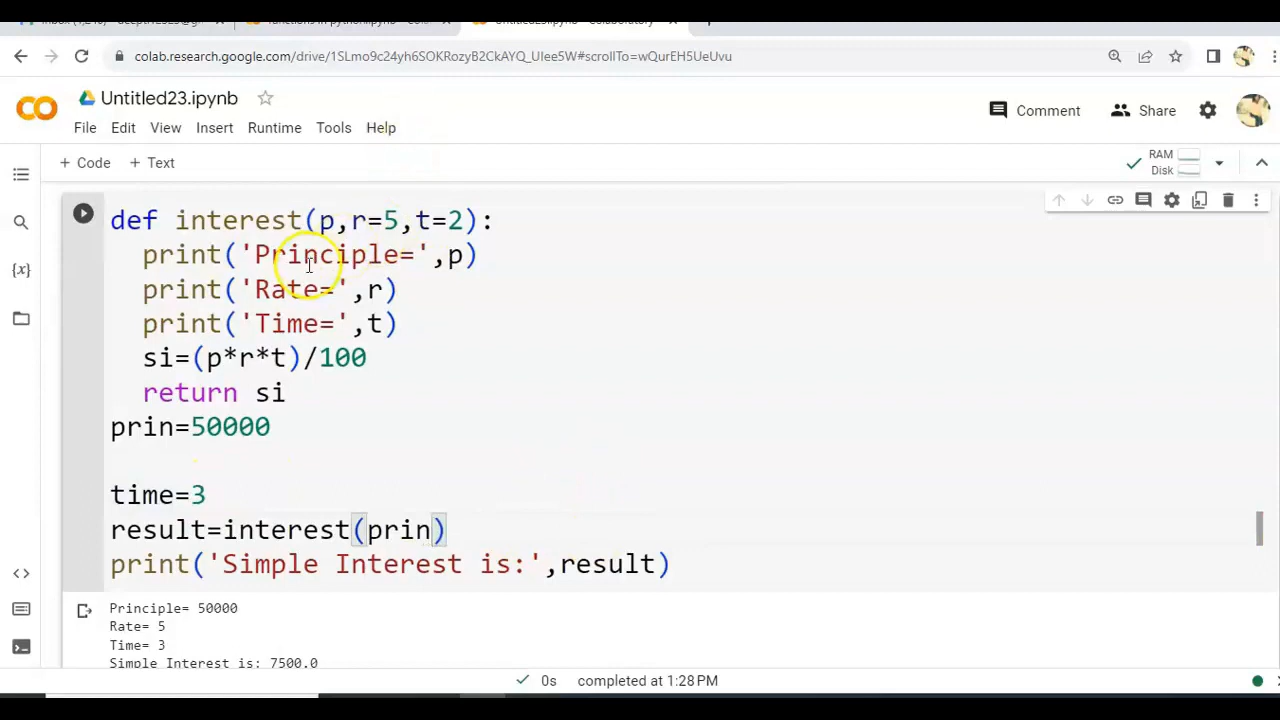 colab.research.google.com/drive/1SLmo9c24yh6SOKRozyB2CkAYQ_UIee5W#scrollTo=wQurEH5UeUvu
Untitled23.ipynb
Comment
Share
File Edit View Insert Runtime Tools Help
+ Code + Text
RAM
Disk
def interest(p,r=5,t=2):
print('Principle=',p)
print('Rate=',r)
print('Time=',t)
si=(p*r*t)/100
return si
prin=50000
time=3
result=interest(prin)
print('Simple Interest is:',result)
Principle= 50000
Rate= 5
Time= 3
Simple Interest is: 7500.0
0s completed at 1:28PM